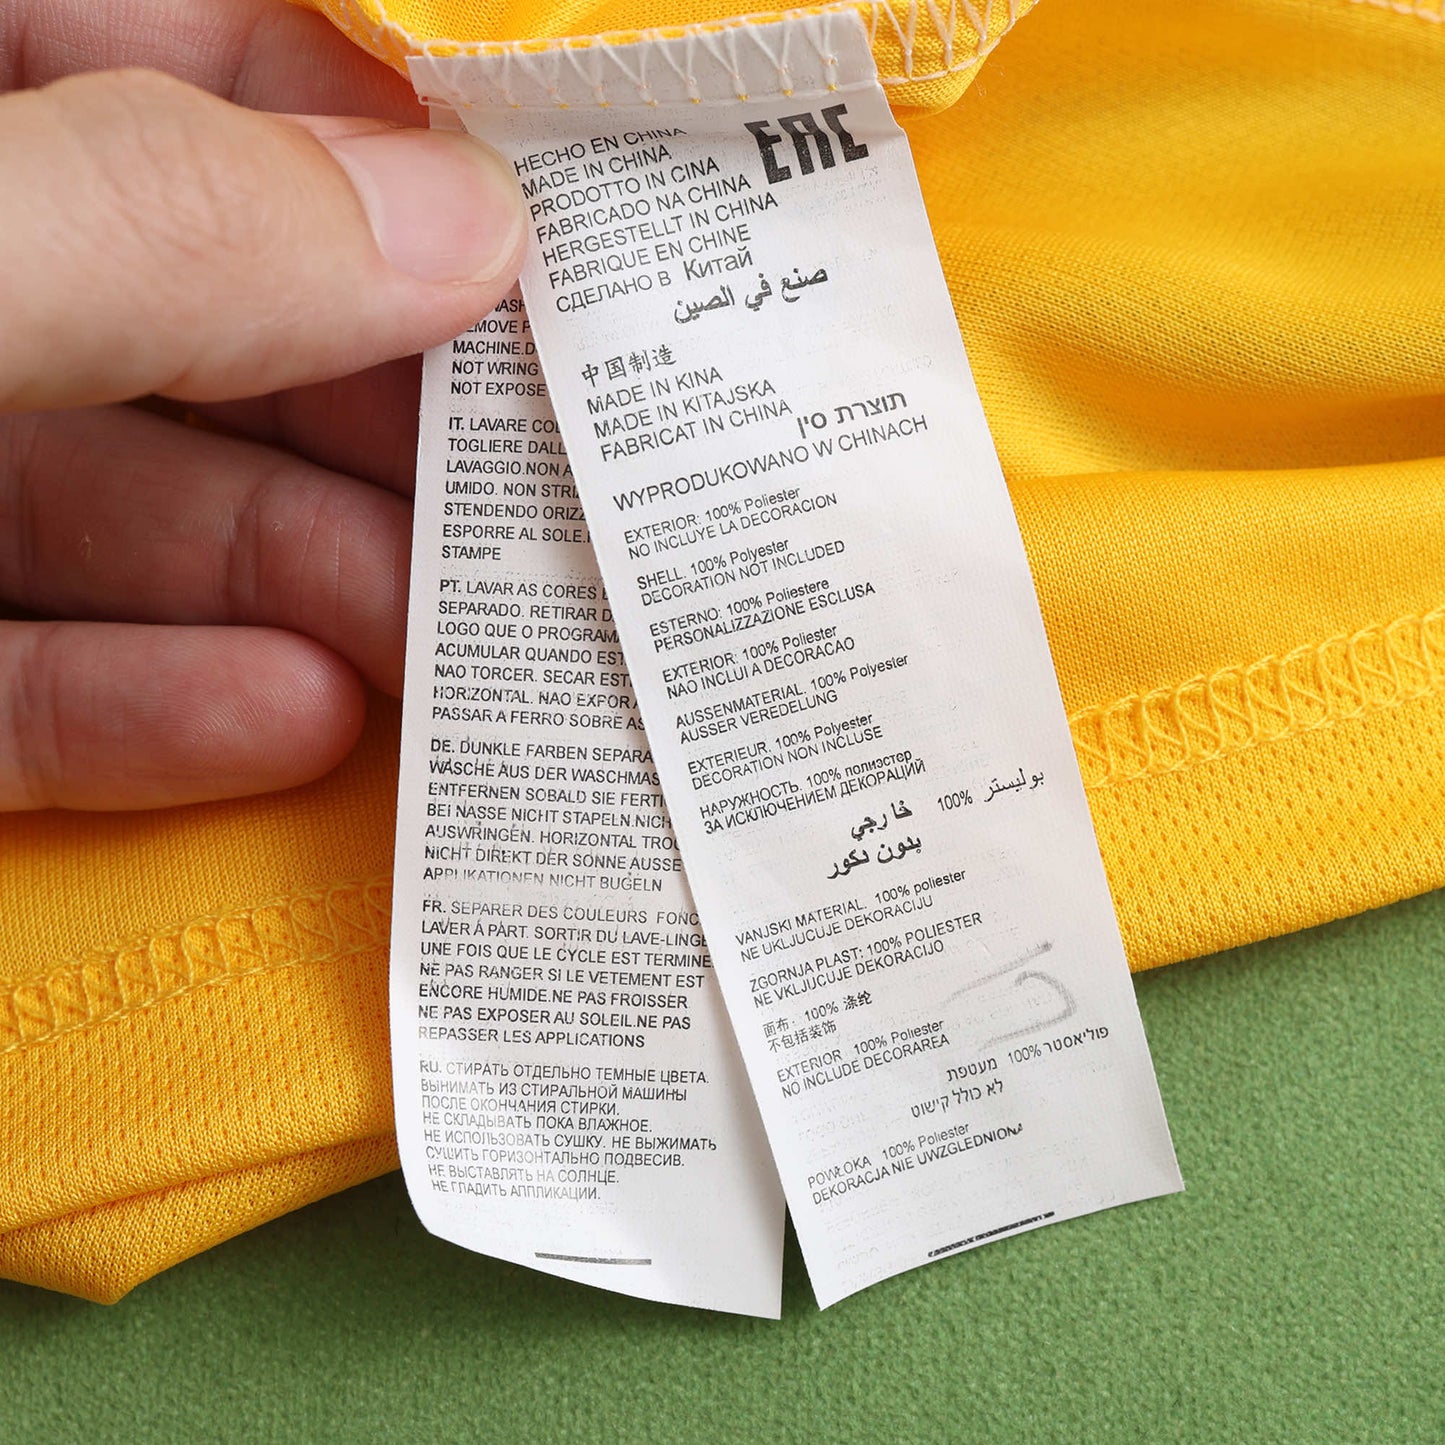 HECHO EN CHINA
EAC
MADE IN CHINA
PRODOTTO IN CINA
FABRICADO NA CHINA
HERGESTELLT IN CHINA
FABRIQUE EN CHINE
СДЕЛАНО В Китай
صنع في الصين
中国制造
MADE IN KINA
MADE IN KITAJSKA
FABRICAT IN CHINA
תוצרת סין
WYPRODUKOWANO W CHINACH
EXTERIOR: 100% Poliester
NO INCLUYE LA DECORACION
SHELL. 100% Polyester
DECORATION NOT INCLUDED
ESTERNO: 100% Poliestere
PERSONALIZZAZIONE ESCLUSA
EXTERIOR: 100% Poliester
NAO INCLUI A DECORACAO
AUSSENMATERIAL. 100% Polyester
AUSSER VEREDELUNG
EXTERIEUR. 100% Polyester
DECORATION NON INCLUSE
НАРУЖНОСТЬ. 100% полиэстер
ЗА ИСКЛЮЧЕНИЕМ ДЕКОРАЦИЙ
خارجي 100% بوليستر
بدون دكور
VANJSKI MATERIAL. 100% poliester
NE UKLJUCUJE DEKORACIJU
ZGORNJA PLAST: 100% POLIESTER
NE VKLJUCUJE DEKORACIJO
面布：100% 涤纶
不包括装饰
EXTERIOR 100% Poliester
NO INCLUDE DECORAREA
מעטפת 100% פוליאסטר
לא כולל קישוט
POWŁOKA 100% Poliester
DEKORACJA NIE UWZGLEDNIONA
MACHINE.D
NOT WRING
NOT EXPOSE
IT. LAVARE
TOGLIERE DALL
LAVAGGIO.NON A
UMIDO. NON STRI
STENDENDO ORIZZ
ESPORRE AL SOLE.
STAMPE
PT. LAVAR AS CORES
SEPARADO. RETIRAR D
LOGO QUE O PROGRAMA
ACUMULAR QUANDO EST
NAO TORCER. SECAR EST
HORIZONTAL. NAO EXPOR A
PASSAR A FERRO SOBRE AS
DE. DUNKLE FARBEN SEPARA
WASCHE AUS DER WASCHMAS
ENTFERNEN SOBALD SIE FERTI
BEI NASSE NICHT STAPELN.NICH
AUSWRINGEN. HORIZONTAL TROC
NICHT DIREKT DER SONNE AUSSE
APPLIKATIONEN NICHT BUGELN
FR. SEPARER DES COULEURS FONC
LAVER À PART. SORTIR DU LAVE-LINGE
UNE FOIS QUE LE CYCLE EST TERMINE.
NE PAS RANGER SI LE VETEMENT EST
ENCORE HUMIDE.NE PAS FROISSER
NE PAS EXPOSER AU SOLEIL.NE PAS
REPASSER LES APPLICATIONS
RU. СТИРАТЬ ОТДЕЛЬНО ТЕМНЫЕ ЦВЕТА.
ВЫНИМАТЬ ИЗ СТИРАЛЬНОЙ МАШИНЫ
ПОСЛЕ ОКОНЧАНИЯ СТИРКИ.
НЕ СКЛАДЫВАТЬ ПОКА ВЛАЖНОЕ.
НЕ ИСПОЛЬЗОВАТЬ СУШКУ. НЕ ВЫЖИМАТЬ
СУШИТЬ ГОРИЗОНТАЛЬНО ПОДВЕСИВ.
НЕ ВЫСТАВЛЯТЬ НА СОЛНЦЕ.
НЕ ГЛАДИТЬ АППЛИКАЦИИ.